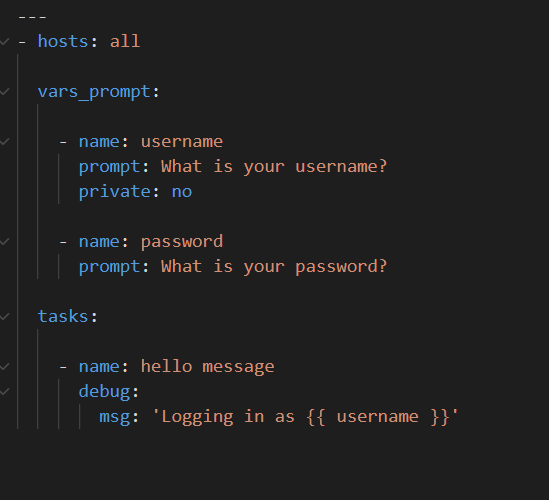 ---
- hosts: all
  vars_prompt:
    - name: username
      prompt: What is your username?
      private: no
    - name: password
      prompt: What is your password?
  tasks:
    - name: hello message
      debug:
        msg: 'Logging in as {{ username }}'